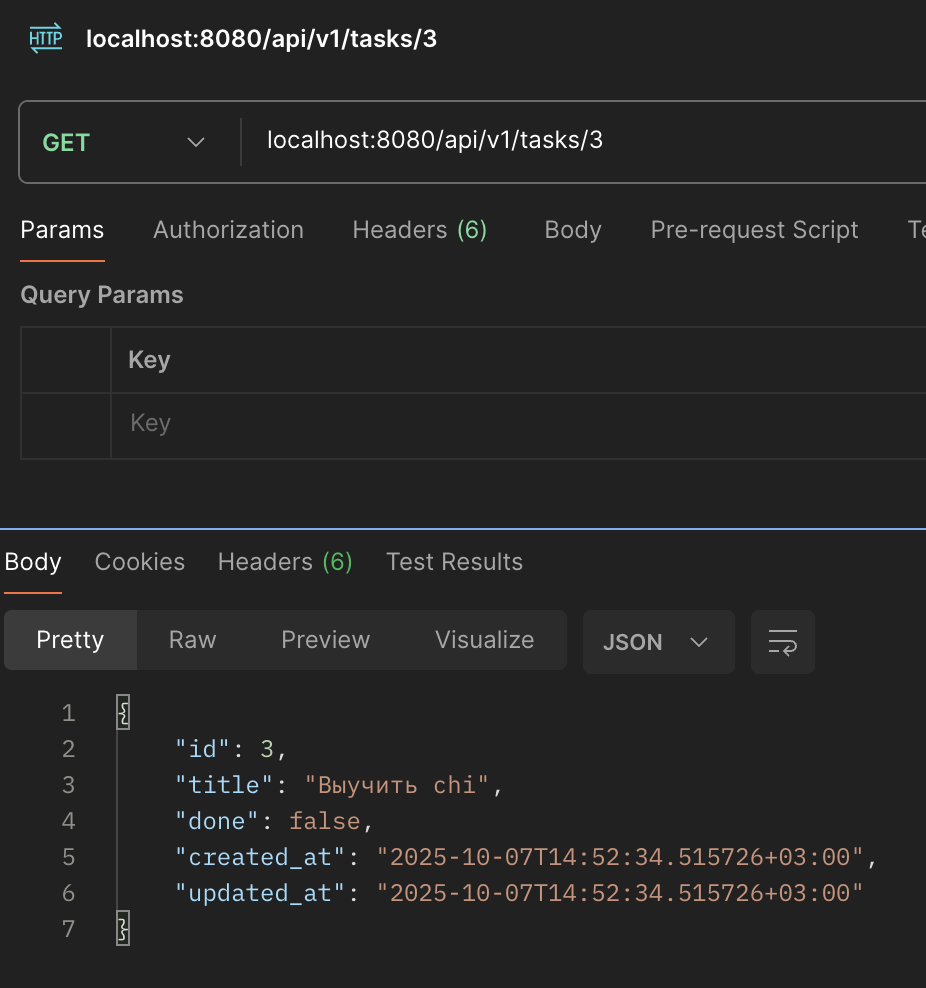 HTTP localhost:8080/api/v1/tasks/3
GET localhost:8080/api/v1/tasks/3
Params Authorization Headers (6) Body Pre-request Script Te
Query Params
Key
Key
Body Cookies Headers (6) Test Results
Pretty Raw Preview Visualize JSON
1 {
2 "id": 3,
3 "title": "Выучить chi",
4 "done": false,
5 "created_at": "2025-10-07T14:52:34.515726+03:00",
6 "updated_at": "2025-10-07T14:52:34.515726+03:00"
7 }